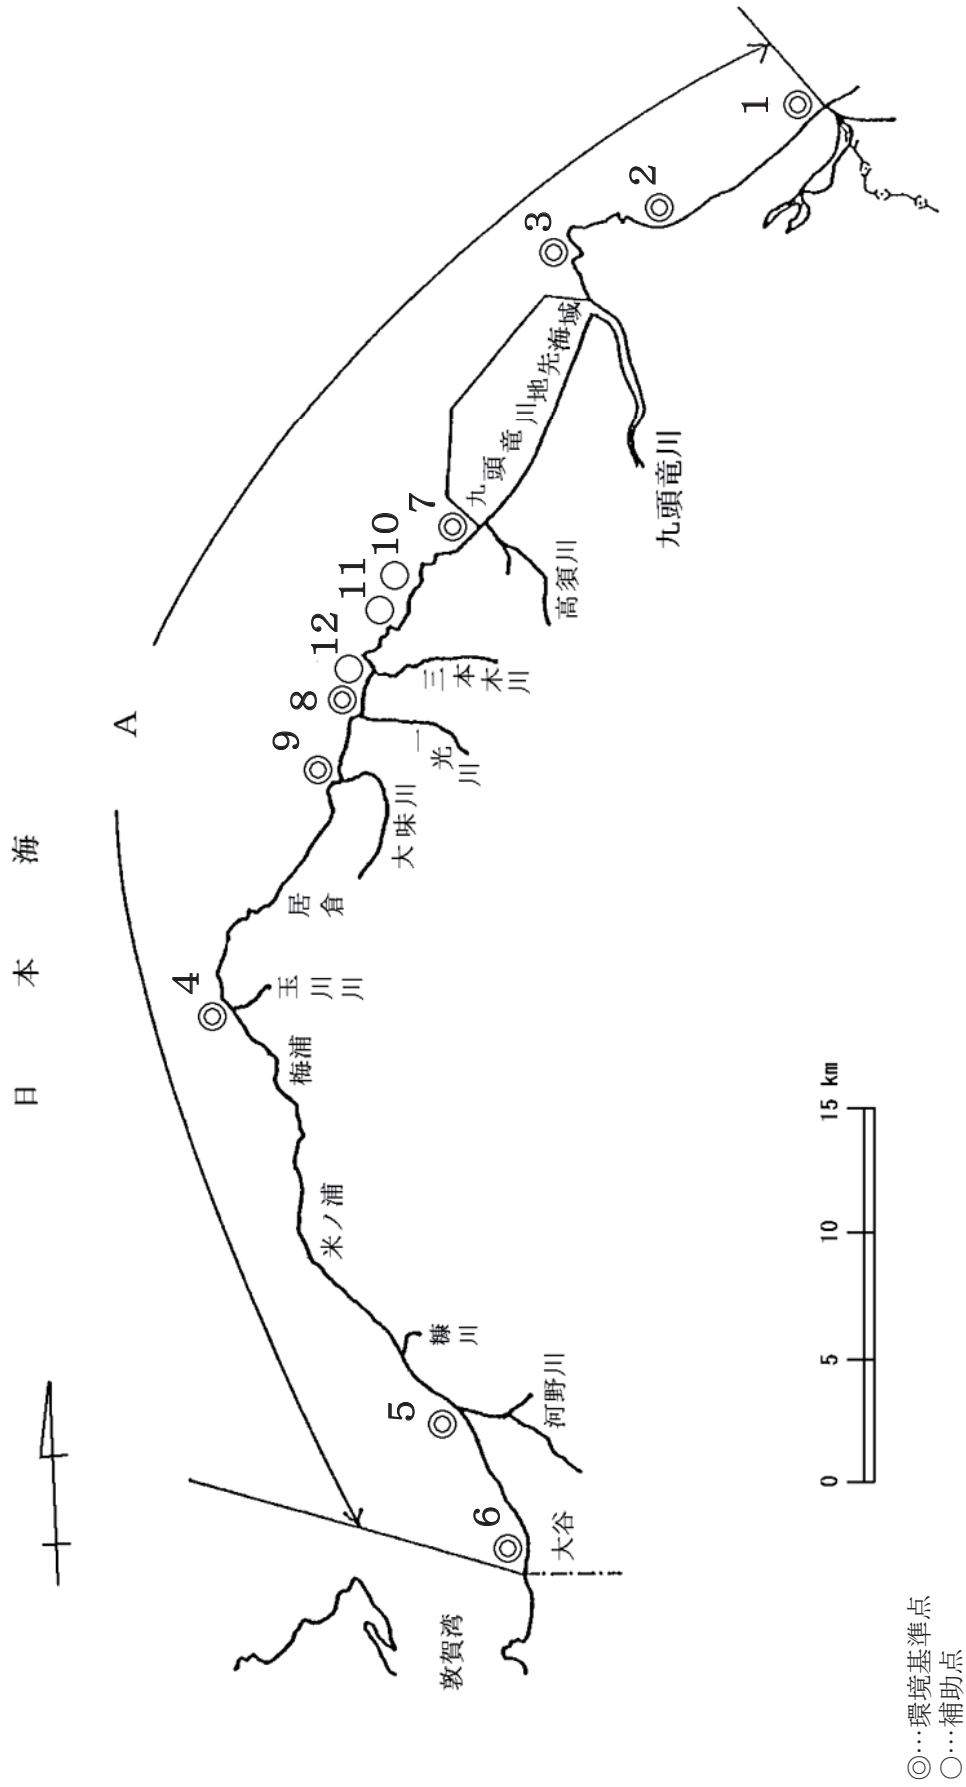 日本海
A
1
2
3
九頭竜川地先海域
九頭竜川
7
高須川
10
11
12
三本木川
8
一光川
9
大味川
居倉
4
玉川川
梅浦
米ノ浦
糠川
5
河野川
6
大谷
敦賀湾
0 5 10 15 km
◎…環境基準点
○…補助点